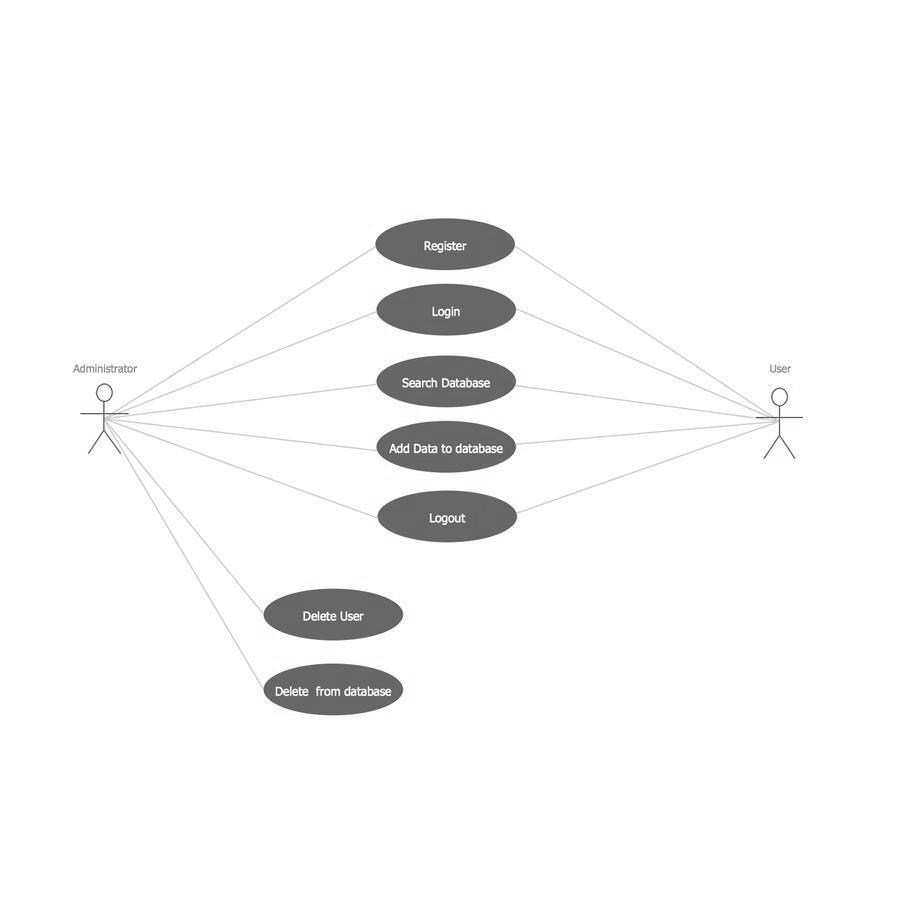 Register
Login
Administrator
User
Search Database
Add Data to database
Logout
Delete User
Delete  from database